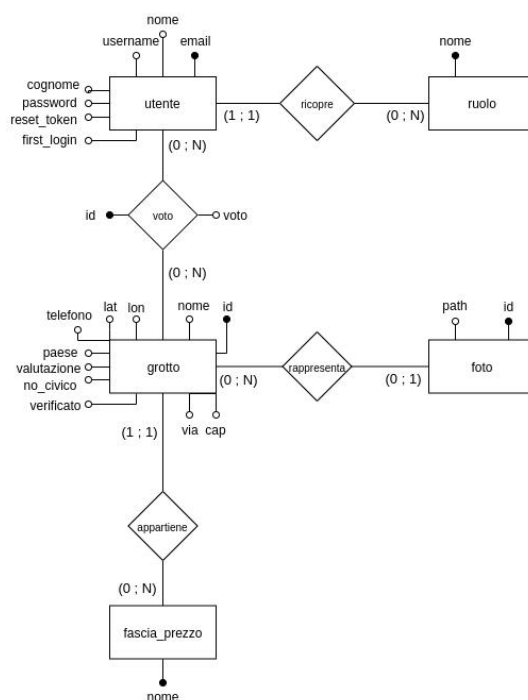 nome
username
email
nome
cognome
password
reset_token
first_login
utente
(1 ; 1)
ricopre
(0 ; N)
ruolo
(0 ; N)
id
voto
voto
(0 ; N)
telefono
lat
lon
nome
id
path
id
paese
valutazione
no_civico
verificato
grotto
(0 ; N)
rappresenta
(0 ; 1)
foto
via
cap
(1 ; 1)
appartiene
(0 ; N)
fascia_prezzo
nome